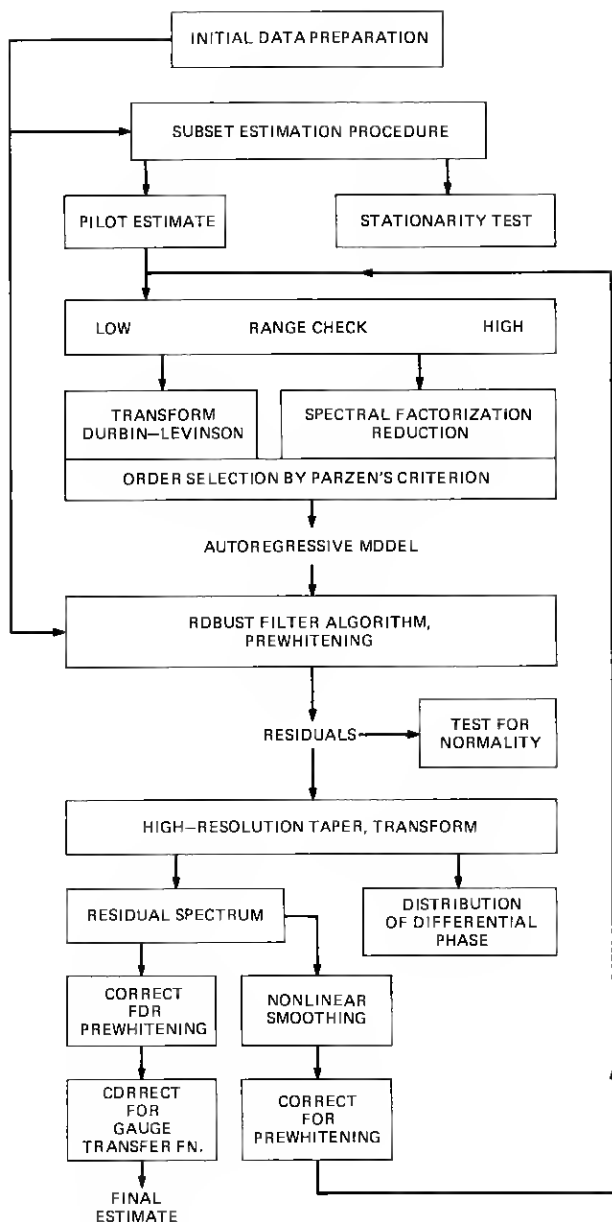 INITIAL DATA PREPARATION
SUBSET ESTIMATION PROCEDURE
PILOT ESTIMATE
STATIONARITY TEST
LOW RANGE CHECK HIGH
TRANSFORM
DURBIN–LEVINSON
SPECTRAL FACTORIZATION
REDUCTION
ORDER SELECTION BY PARZEN'S CRITERION
AUTOREGRESSIVE MDDEL
RDBUST FILTER ALGORITHM,
PREWHITENING
RESIDUALS
TEST FOR
NORMALITY
HIGH–RESOLUTION TAPER, TRANSFORM
RESIDUAL SPECTRUM
DISTRIBUTION
OF DIFFERENTIAL
PHASE
CORRECT
FDR
PREWHITENING
NONLINEAR
SMOOTHING
CDRRECT
FOR
GAUGE
TRANSFER FN.
CORRECT
FOR
PREWHITENING
FINAL
ESTIMATE